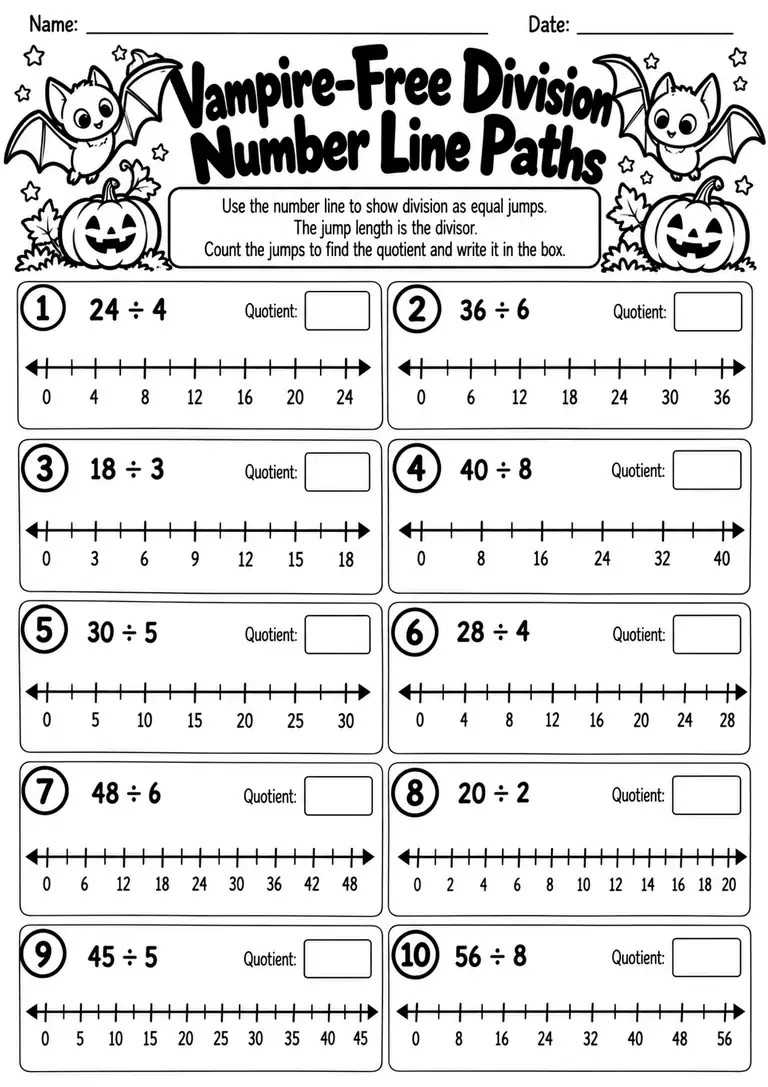 Name: Date:
Vampire-Free Division
Number Line Paths
Use the number line to show division as equal jumps.
The jump length is the divisor.
Count the jumps to find the quotient and write it in the box.
1 24 ÷ 4 Quotient:
0 4 8 12 16 20 24
2 36 ÷ 6 Quotient:
0 6 12 18 24 30 36
3 18 ÷ 3 Quotient:
0 3 6 9 12 15 18
4 40 ÷ 8 Quotient:
0 8 16 24 32 40
5 30 ÷ 5 Quotient:
0 5 10 15 20 25 30
6 28 ÷ 4 Quotient:
0 4 8 12 16 20 24 28
7 48 ÷ 6 Quotient:
0 6 12 18 24 30 36 42 48
8 20 ÷ 2 Quotient:
0 2 4 6 8 10 12 14 16 18 20
9 45 ÷ 5 Quotient:
0 5 10 15 20 25 30 35 40 45
10 56 ÷ 8 Quotient:
0 8 16 24 32 40 48 56